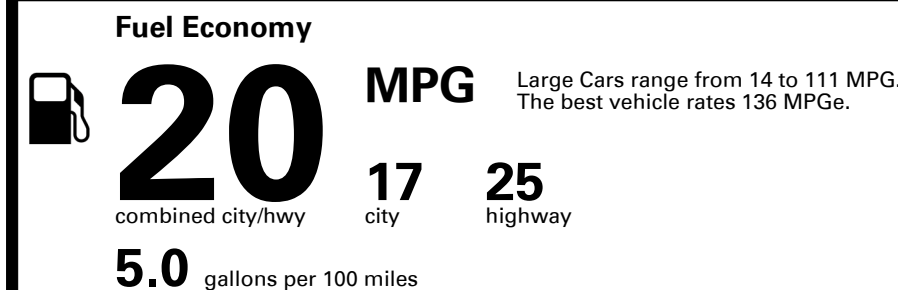 Fuel Economy
20 MPG
Large Cars range from 14 to 111 MPG.
The best vehicle rates 136 MPGe.
combined city/hwy
17 city
25 highway
5.0 gallons per 100 miles